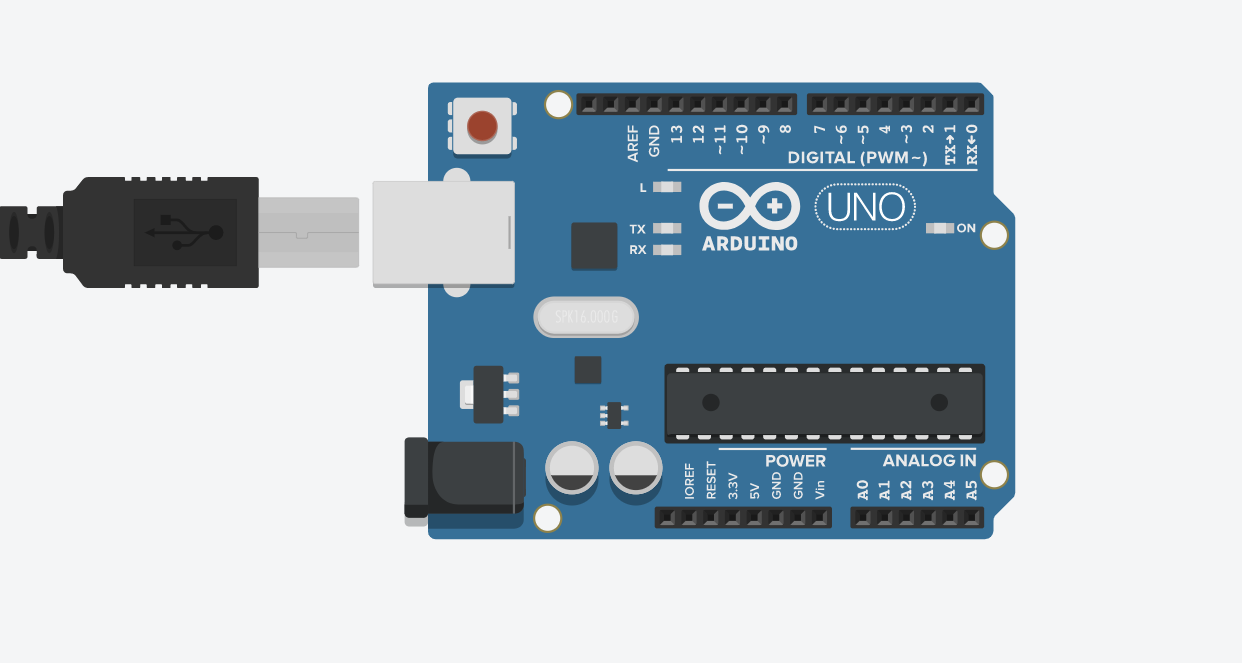 AREF
GND
13
12
~11
~10
~9
8
7
~6
~5
4
~3
2
TX→1
RX←0
DIGITAL (PWM~)
L
TX
RX
ARDUINO
UNO
ON
SPK16.000G
POWER
ANALOG IN
IOREF
RESET
3.3V
5V
GND
GND
Vin
A0
A1
A2
A3
A4
A5